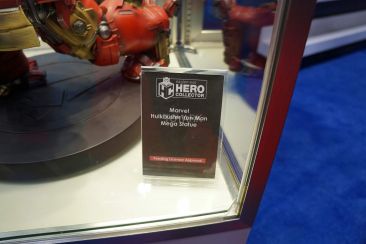 HERO
COLLECTOR
Marvel
Hulkbuster Iron Man
Mega Statue
Pending Licensor Approval